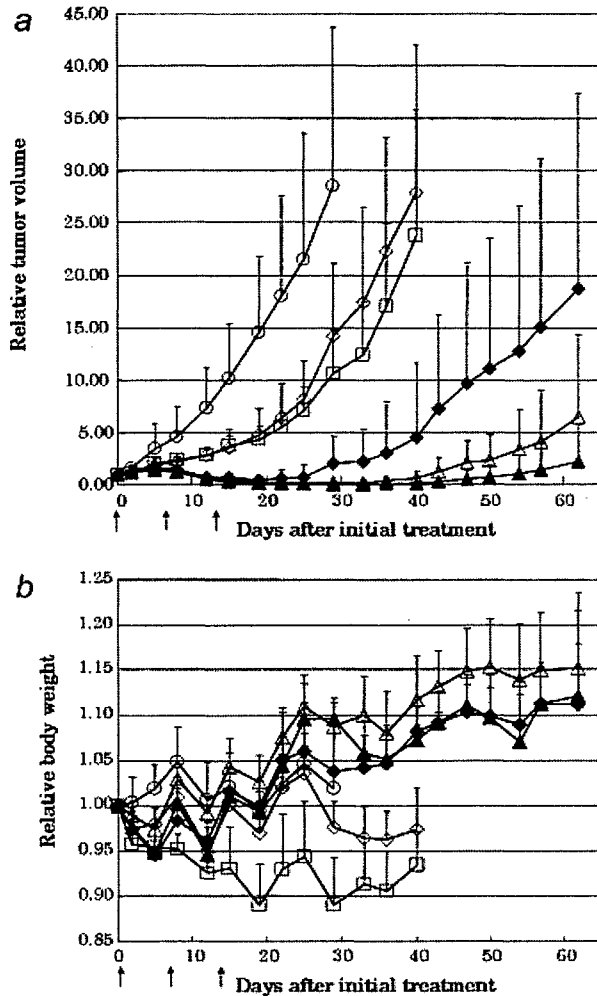 a
45.00
40.00
35.00
30.00
25.00
20.00
15.00
10.00
5.00
0.00
Relative tumor volume
0 10 20 30 40 50 60
Days after initial treatment
b
1.25
1.20
1.15
1.10
1.05
1.00
0.95
0.90
0.85
Relative body weight
0 10 20 30 40 50 60
Days after initial treatment